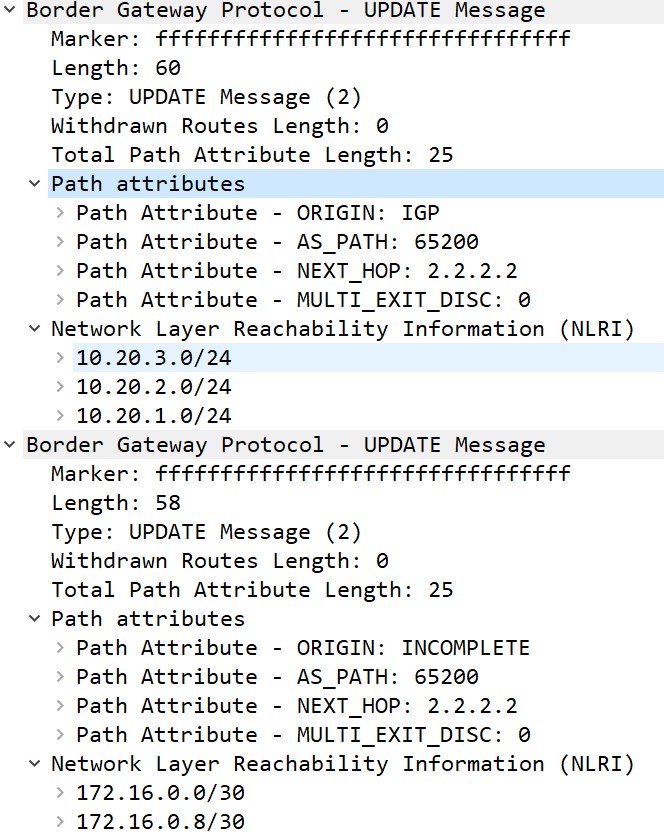 Border Gateway Protocol - UPDATE Message
Marker: ffffffffffffffffffffffffffffffff
Length: 60
Type: UPDATE Message (2)
Withdrawn Routes Length: 0
Total Path Attribute Length: 25
Path attributes
Path Attribute - ORIGIN: IGP
Path Attribute - AS_PATH: 65200
Path Attribute - NEXT_HOP: 2.2.2.2
Path Attribute - MULTI_EXIT_DISC: 0
Network Layer Reachability Information (NLRI)
10.20.3.0/24
10.20.2.0/24
10.20.1.0/24
Border Gateway Protocol - UPDATE Message
Marker: ffffffffffffffffffffffffffffffff
Length: 58
Type: UPDATE Message (2)
Withdrawn Routes Length: 0
Total Path Attribute Length: 25
Path attributes
Path Attribute - ORIGIN: INCOMPLETE
Path Attribute - AS_PATH: 65200
Path Attribute - NEXT_HOP: 2.2.2.2
Path Attribute - MULTI_EXIT_DISC: 0
Network Layer Reachability Information (NLRI)
172.16.0.0/30
172.16.0.8/30